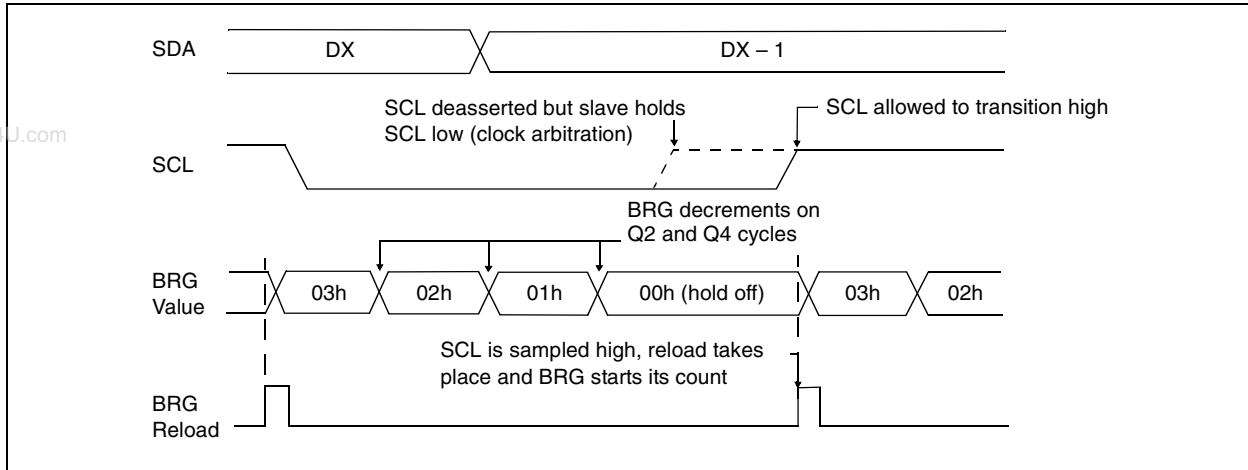 SDA
DX
DX – 1
SCL deasserted but slave holds
SCL low (clock arbitration)
SCL allowed to transition high
U.com
SCL
BRG decrements on
Q2 and Q4 cycles
BRG
Value
03h
02h
01h
00h (hold off)
03h
02h
SCL is sampled high, reload takes
place and BRG starts its count
BRG
Reload